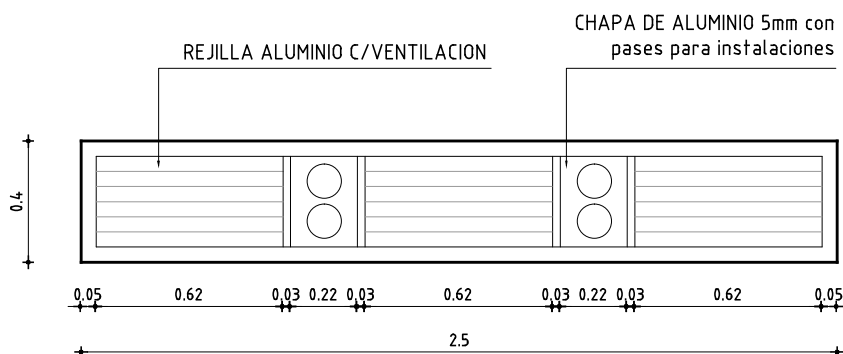 CHAPA DE ALUMINIO 5mm con
pases para instalaciones
REJILLA ALUMINIO C/VENTILACION
0.4
0.05 0.62 0.03 0.22 0.03 0.62 0.03 0.22 0.03 0.62 0.05
2.5